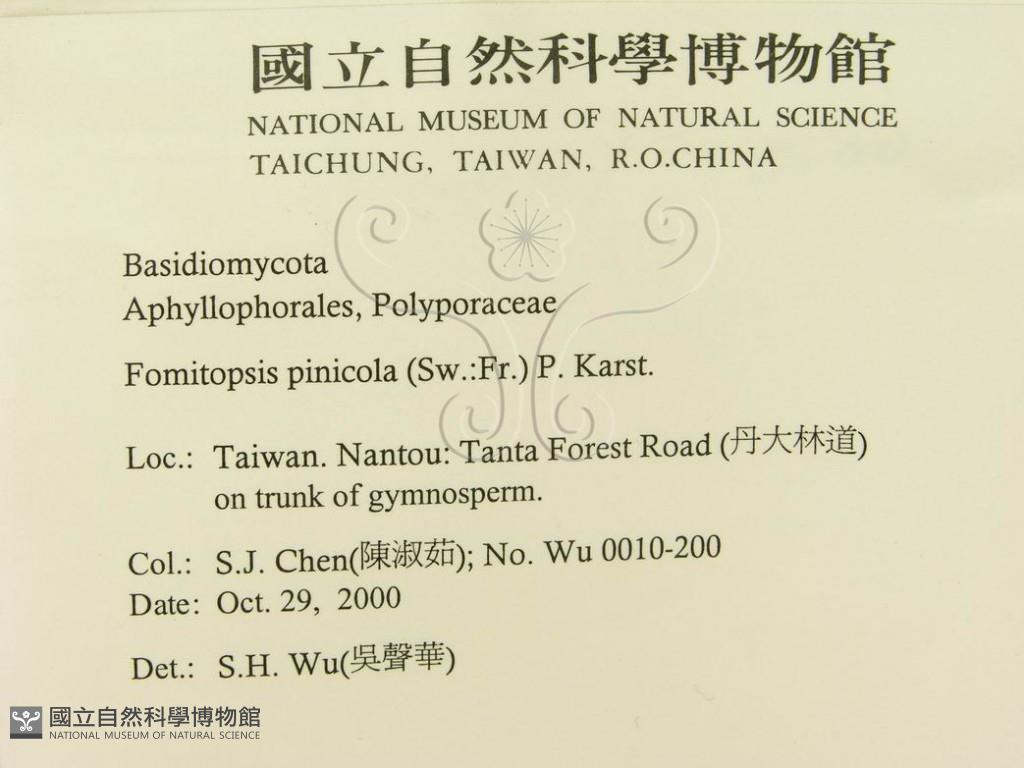 國立自然科學博物館
NATIONAL MUSEUM OF NATURAL SCIENCE
TAICHUNG, TAIWAN, R.O.CHINA
Basidiomycota
Aphyllophorales, Polyporaceae
Fomitopsis pinicola (Sw.:Fr.) P. Karst.
Loc.: Taiwan. Nantou: Tanta Forest Road (丹大林道)
on trunk of gymnosperm.
Col.: S.J. Chen(陳淑茹); No. Wu 0010-200
Date: Oct. 29, 2000
Det.: S.H. Wu(吳聲華)
國立自然科學博物館
NATIONAL MUSEUM OF NATURAL SCIENCE